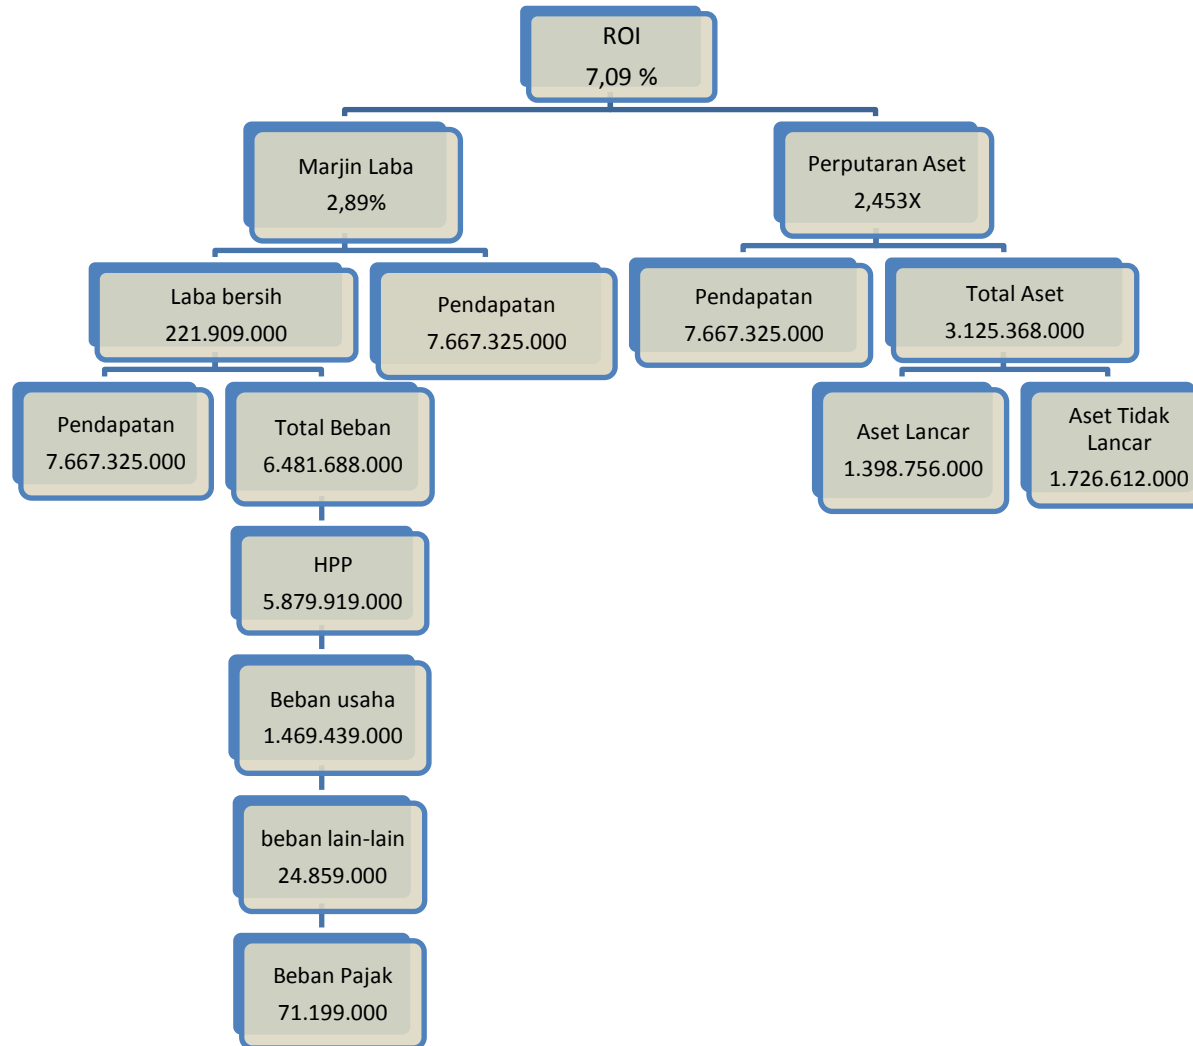 ROI
7,09 %
Marjin Laba
2,89%
Perputaran Aset
2,453X
Laba bersih
221.909.000
Pendapatan
7.667.325.000
Pendapatan
7.667.325.000
Total Aset
3.125.368.000
Pendapatan
7.667.325.000
Total Beban
6.481.688.000
Aset Lancar
1.398.756.000
Aset Tidak
Lancar
1.726.612.000
HPP
5.879.919.000
Beban usaha
1.469.439.000
beban lain-lain
24.859.000
Beban Pajak
71.199.000